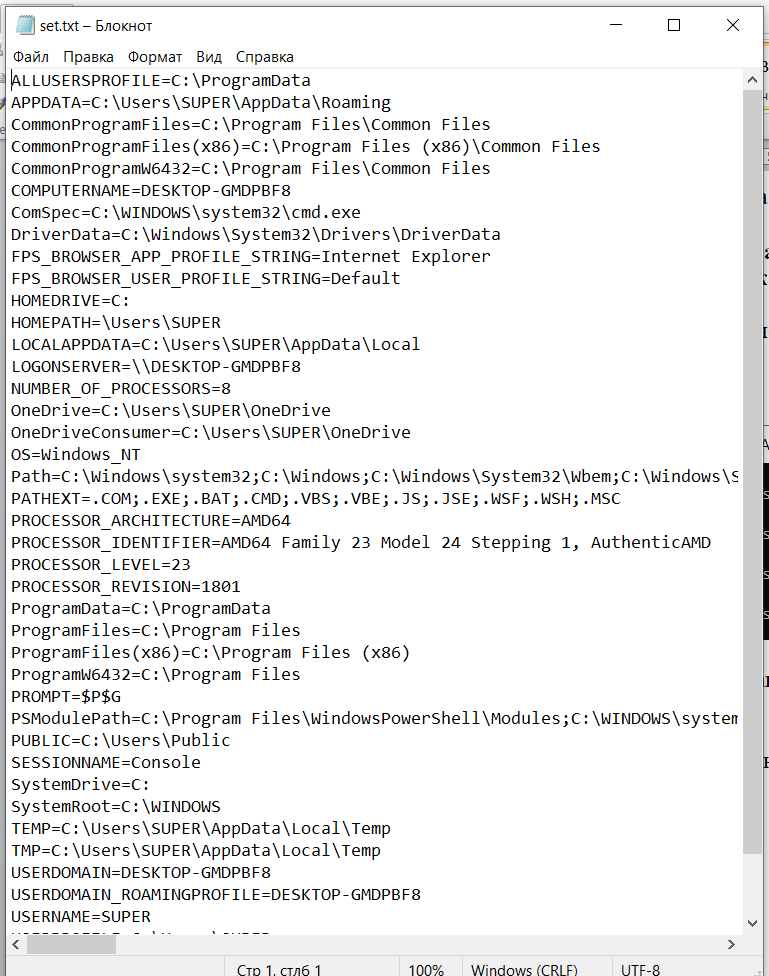 set.txt – Блокнот
Файл Правка Формат Вид Справка
ALLUSERSPROFILE=C:\ProgramData
APPDATA=C:\Users\SUPER\AppData\Roaming
CommonProgramFiles=C:\Program Files\Common Files
CommonProgramFiles(x86)=C:\Program Files (x86)\Common Files
CommonProgramW6432=C:\Program Files\Common Files
COMPUTERNAME=DESKTOP-GMDPBF8
ComSpec=C:\WINDOWS\system32\cmd.exe
DriverData=C:\Windows\System32\Drivers\DriverData
FPS_BROWSER_APP_PROFILE_STRING=Internet Explorer
FPS_BROWSER_USER_PROFILE_STRING=Default
HOMEDRIVE=C:
HOMEPATH=\Users\SUPER
LOCALAPPDATA=C:\Users\SUPER\AppData\Local
LOGONSERVER=\\DESKTOP-GMDPBF8
NUMBER_OF_PROCESSORS=8
OneDrive=C:\Users\SUPER\OneDrive
OneDriveConsumer=C:\Users\SUPER\OneDrive
OS=Windows_NT
Path=C:\Windows\system32;C:\Windows;C:\Windows\System32\Wbem;C:\Windows\S
PATHEXT=.COM;.EXE;.BAT;.CMD;.VBS;.VBE;.JS;.JSE;.WSF;.WSH;.MSC
PROCESSOR_ARCHITECTURE=AMD64
PROCESSOR_IDENTIFIER=AMD64 Family 23 Model 24 Stepping 1, AuthenticAMD
PROCESSOR_LEVEL=23
PROCESSOR_REVISION=1801
ProgramData=C:\ProgramData
ProgramFiles=C:\Program Files
ProgramFiles(x86)=C:\Program Files (x86)
ProgramW6432=C:\Program Files
PROMPT=$P$G
PSModulePath=C:\Program Files\WindowsPowerShell\Modules;C:\WINDOWS\system
PUBLIC=C:\Users\Public
SESSIONNAME=Console
SystemDrive=C:
SystemRoot=C:\WINDOWS
TEMP=C:\Users\SUPER\AppData\Local\Temp
TMP=C:\Users\SUPER\AppData\Local\Temp
USERDOMAIN=DESKTOP-GMDPBF8
USERDOMAIN_ROAMINGPROFILE=DESKTOP-GMDPBF8
USERNAME=SUPER
Стр 1, стлб 1 100% Windows (CRLF) UTF-8